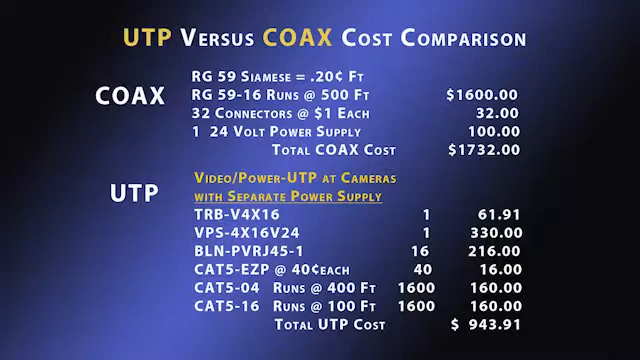 UTP Versus COAX Cost Comparison
COAX
RG 59 Siamese = .20¢ Ft
RG 59-16 Runs @ 500 Ft $1600.00
32 Connectors @ $1 Each 32.00
1 24 Volt Power Supply 100.00
Total COAX Cost $1732.00
UTP
Video/Power-UTP at Cameras
with Separate Power Supply
TRB-V4X16 1 61.91
VPS-4X16V24 1 330.00
BLN-PVRJ45-1 16 216.00
CAT5-EZP @ 40¢each 40 16.00
CAT5-04 Runs @ 400 Ft 1600 160.00
CAT5-16 Runs @ 100 Ft 1600 160.00
Total UTP Cost $ 943.91